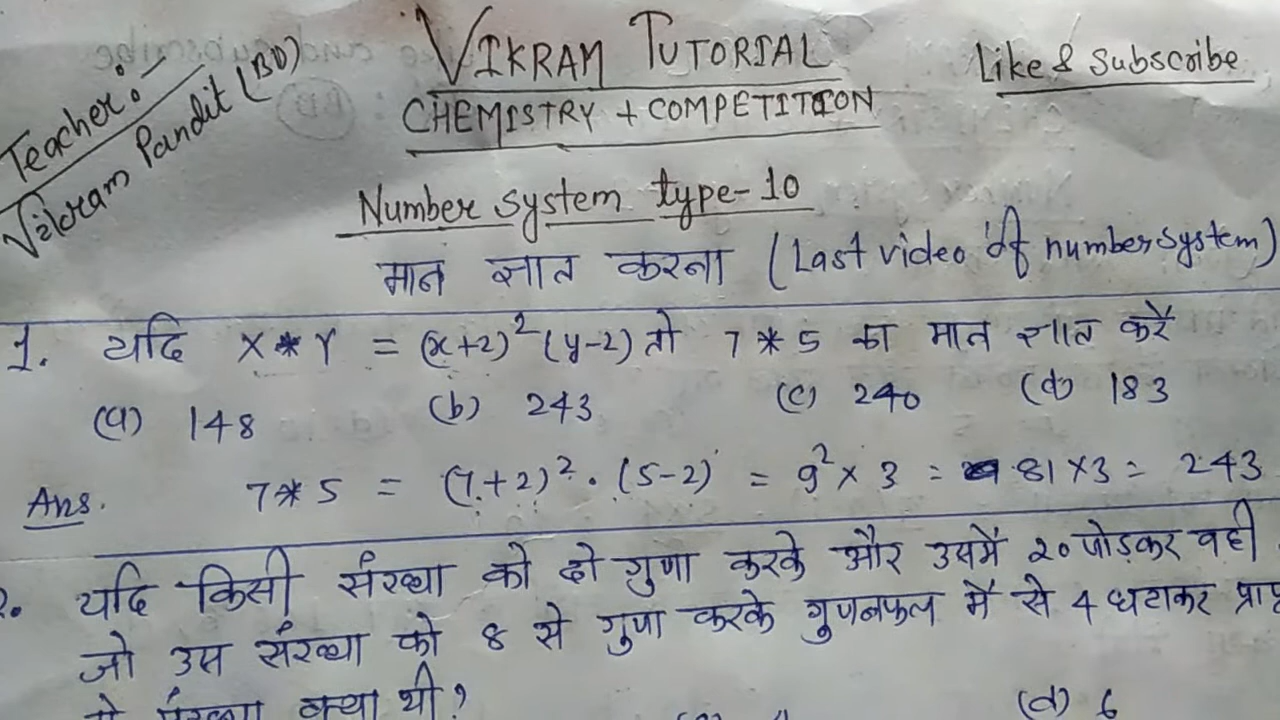 Teacher:-
Vikram Pandit (BD)
VIKRAM TUTORIAL
CHEMISTRY + COMPETITION
Like & Subscribe
Number system type-10
मान ज्ञात करना (Last video of number system)
1. यदि X * Y = (x+2)² (y-2) तो 7 * 5 का मान ज्ञात करें
(a) 148 (b) 243 (c) 240 (d) 183
Ans. 7 * 5 = (7+2)² . (5-2) = 9² × 3 = 81 × 3 = 243
यदि किसी संख्या को दो गुणा करके और उसमें 20 जोड़कर वही
जो उस संख्या को 8 से गुणा करके गुणनफल में से 4 घटाकर
संख्या क्या थी?
(d) 6